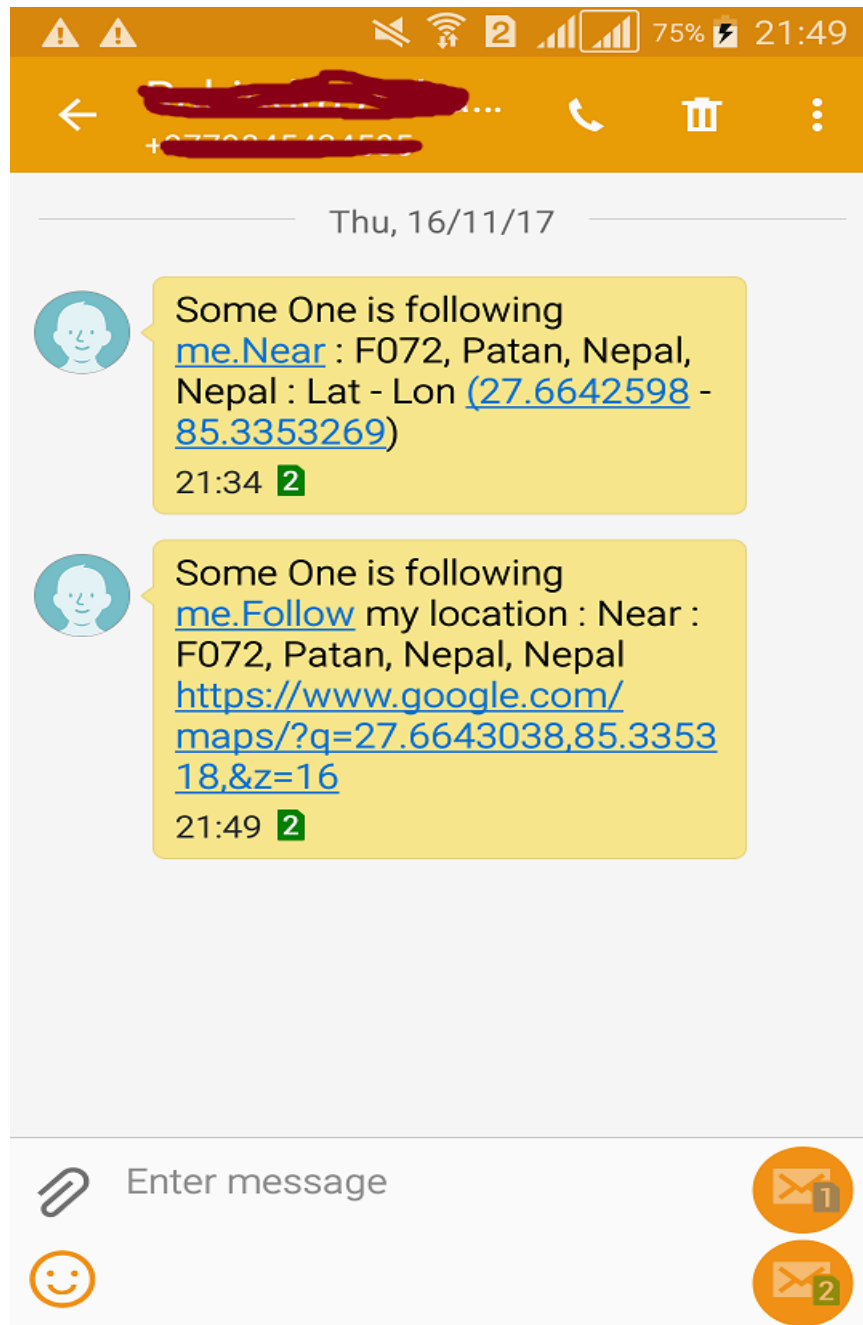 2 75% 21:49
Thu, 16/11/17
Some One is following
me.Near : F072, Patan, Nepal,
Nepal : Lat - Lon (27.6642598 -
85.3353269)
21:34 2
Some One is following
me.Follow my location : Near :
F072, Patan, Nepal, Nepal
https://www.google.com/
maps/?q=27.6643038,85.3353
18,&z=16
21:49 2
Enter message
1
2